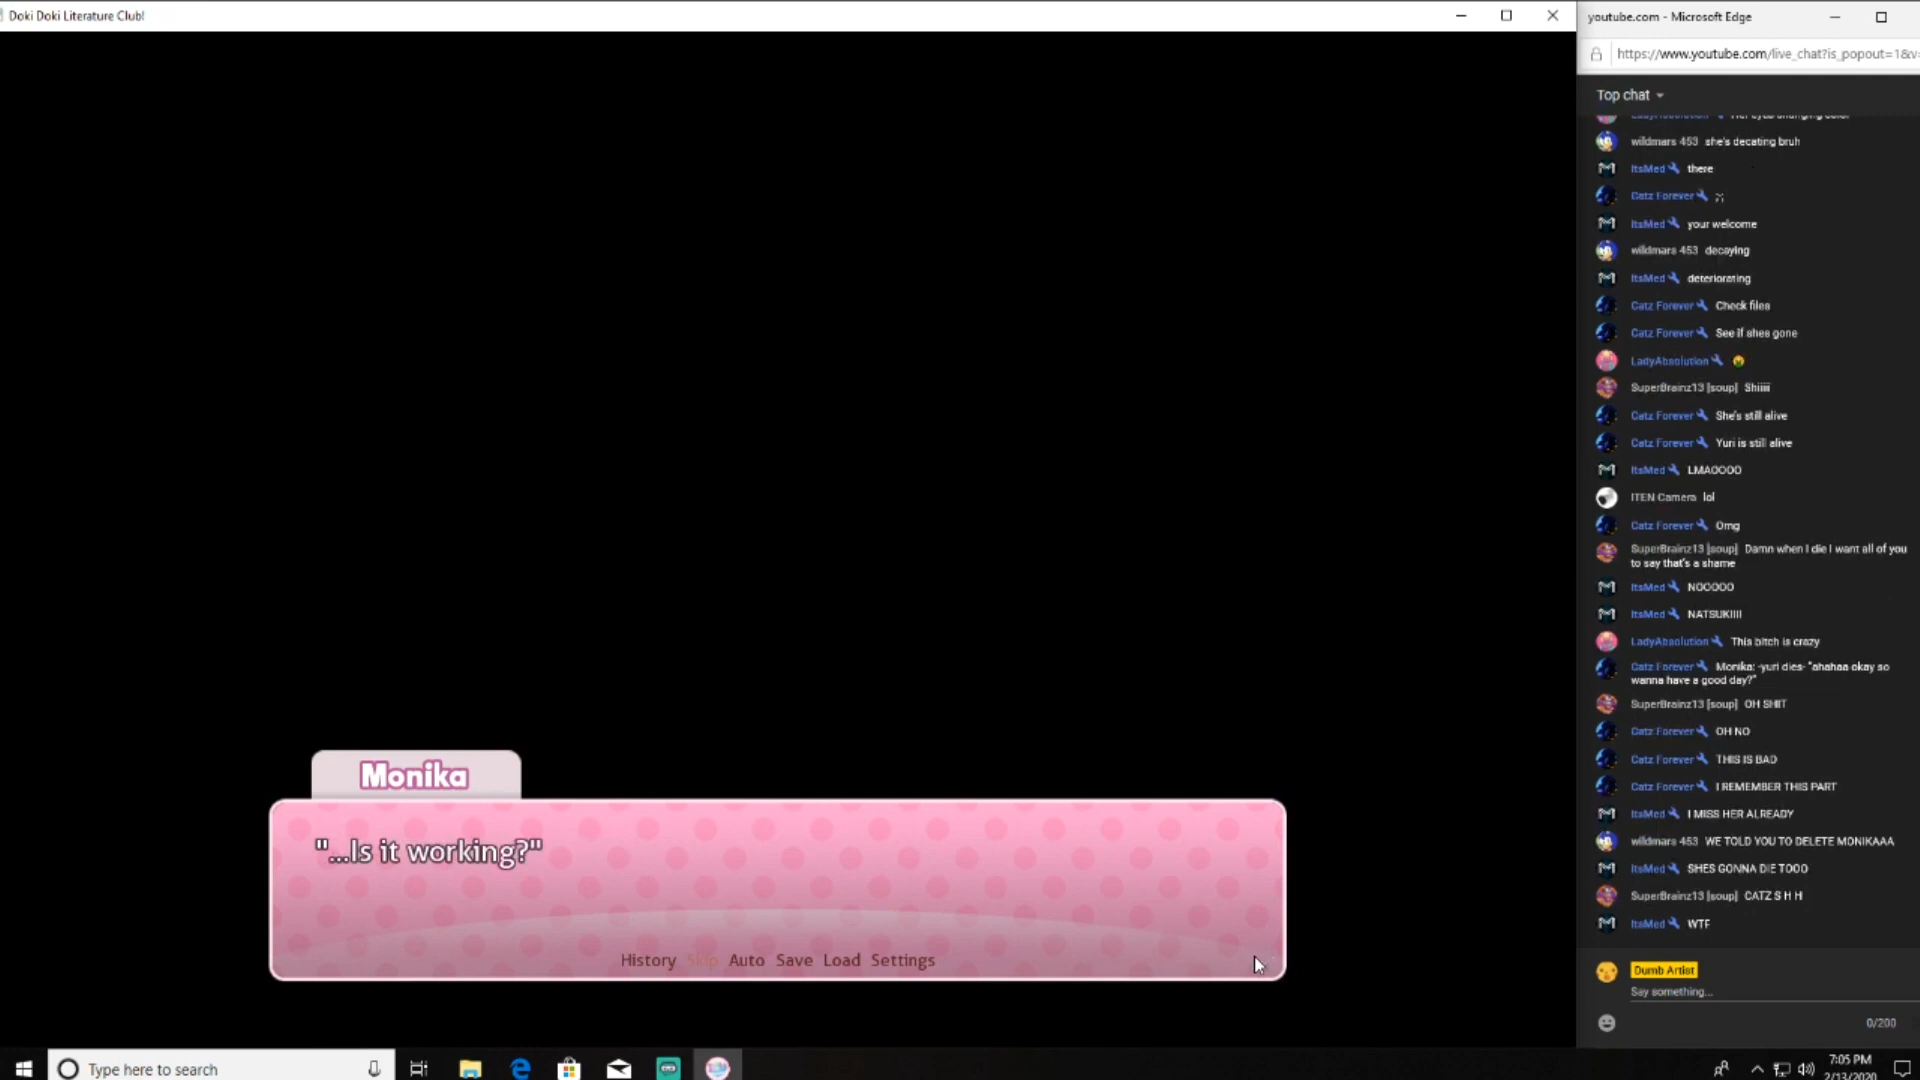 Doki Doki Literature Club!
youtube.com - Microsoft Edge
https://www.youtube.com/live_chat?is_popout=1&v
Top chat
wildmars 453 she's decating bruh
ItsMed there
Catz Forever ;;
ItsMed your welcome
wildmars 453 decaying
ItsMed deteriorating
Catz Forever Check files
Catz Forever See if shes gone
LadyAbsolution
SuperBrainz13 [soup] Shiiiii
Catz Forever She's still alive
Catz Forever Yuri is still alive
ItsMed LMAOOOO
ITEN Camera lol
Catz Forever Omg
SuperBrainz13 [soup] Damn when I die I want all of you
to say that's a shame
ItsMed NOOOOO
ItsMed NATSUKIIII
LadyAbsolution This bitch is crazy
Catz Forever Monika: -yuri dies- "ahahaa okay so
wanna have a good day?"
SuperBrainz13 [soup] OH SHIT
Catz Forever OH NO
Catz Forever THIS IS BAD
Catz Forever I REMEMBER THIS PART
ItsMed I MISS HER ALREADY
wildmars 453 WE TOLD YOU TO DELETE MONIKAAA
ItsMed SHES GONNA DIE TOOO
SuperBrainz13 [soup] CATZ S H H
ItsMed WTF
Dumb Artist
Say something...
0/200
Monika
"...Is it working?"
History Skip Auto Save Load Settings
Type here to search
7:05 PM
2/13/2020